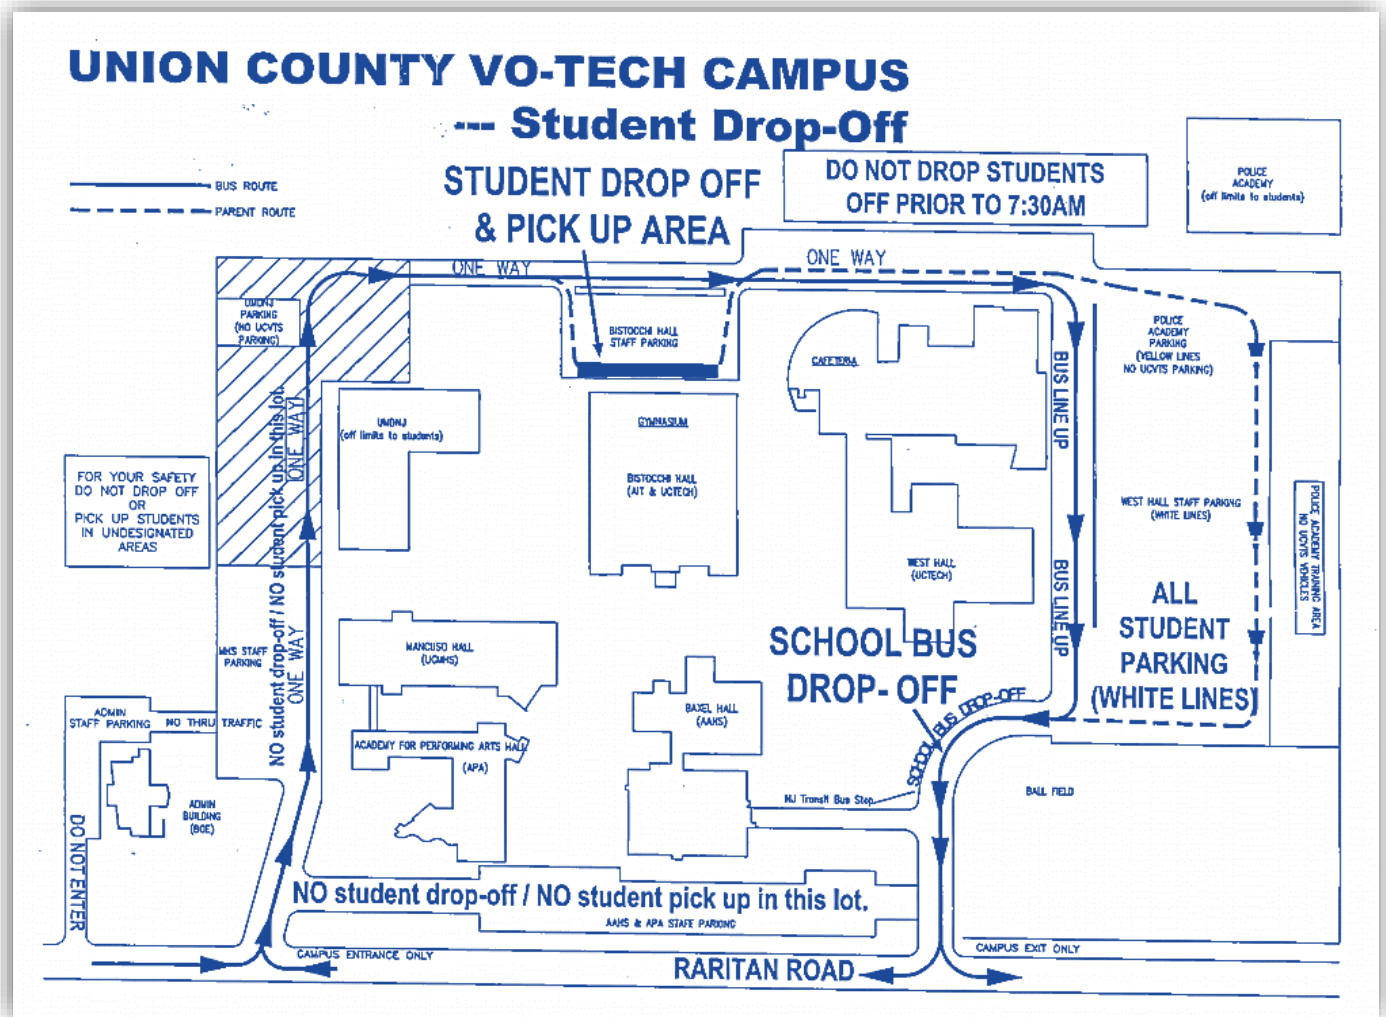 UNION COUNTY VO-TECH CAMPUS
--- Student Drop-Off
BUS ROUTE
PARENT ROUTE
STUDENT DROP OFF
& PICK UP AREA
DO NOT DROP STUDENTS
OFF PRIOR TO 7:30AM
POLICE
ACADEMY
(off limits to students)
ONE WAY
ONE WAY
UMDNJ
PARKING
(NO UCVTS
PARKING)
BISTOCCHI HALL
STAFF PARKING
CAFETERIA
POLICE
ACADEMY
PARKING
(YELLOW LINES
NO UCVTS PARKING)
BUS LINE UP
UMDNJ
(off limits to students)
GYMNASIUM
BISTOCCHI HALL
(AIT & UCTECH)
ONE WAY
NO student drop-off / NO student pick up in this lot.
FOR YOUR SAFETY
DO NOT DROP OFF
OR
PICK UP STUDENTS
IN UNDESIGNATED
AREAS
WEST HALL STAFF PARKING
(WHITE LINES)
POLICE ACADEMY TRAINING AREA
NO UCVTS VEHICLES
WEST HALL
(UCTECH)
BUS LINE UP
ALL
STUDENT
PARKING
(WHITE LINES)
SCHOOL BUS
DROP- OFF
MHS STAFF
PARKING
ONE WAY
MANCUSO HALL
(UCMHS)
BAXEL HALL
(AAHS)
SCHOOL BUS DROP-OFF
ADMIN
STAFF PARKING
NO THRU TRAFFIC
ACADEMY FOR PERFORMING ARTS HALL
(APA)
NJ Transit Bus Stop
BALL FIELD
ADMIN
BUILDING
(BOE)
DO NOT ENTER
NO student drop-off / NO student pick up in this lot.
AAHS & APA STAFF PARKING
CAMPUS ENTRANCE ONLY
CAMPUS EXIT ONLY
RARITAN ROAD